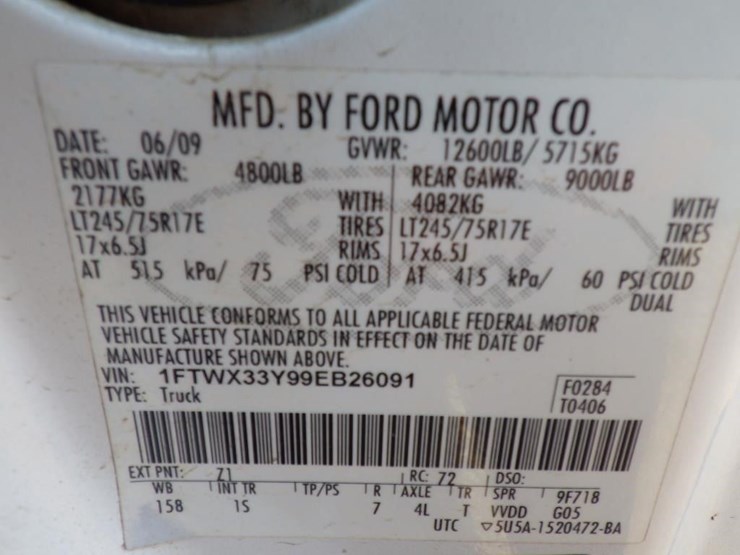 MFD. BY FORD MOTOR CO.
DATE: 06/09 GVWR: 12600LB/ 5715KG
FRONT GAWR: 4800LB REAR GAWR: 9000LB
2177KG WITH 4082KG WITH
LT245/75R17E TIRES LT245/75R17E TIRES
17x6.5J RIMS 17x6.5J RIMS
AT 515 kPa/ 75 PSI COLD AT 415 kPa/ 60 PSI COLD
DUAL
THIS VEHICLE CONFORMS TO ALL APPLICABLE FEDERAL MOTOR
VEHICLE SAFETY STANDARDS IN EFFECT ON THE DATE OF
MANUFACTURE SHOWN ABOVE.
VIN: 1FTWX33Y99EB26091 F0284
TYPE: Truck T0406
EXT PNT: Z1 RC: 72 DSO:
WB INT TR TP/PS R AXLE TR SPR 9F718
158 1S 7 4L T VVDD G05
UTC ▽5U5A-1520472-BA